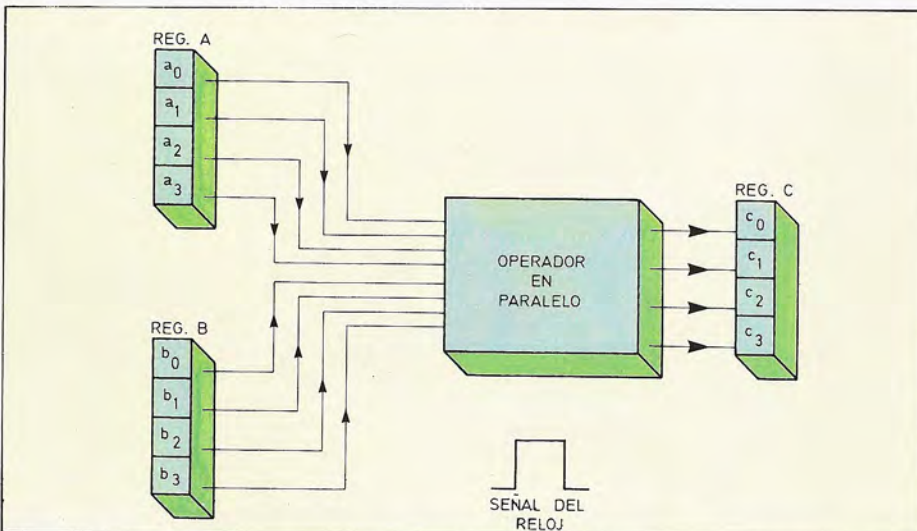 REG. A
a0
a1
a2
a3
REG. B
b0
b1
b2
b3
OPERADOR
EN
PARALELO
REG. C
c0
c1
c2
c3
SEÑAL DEL
RELOJ